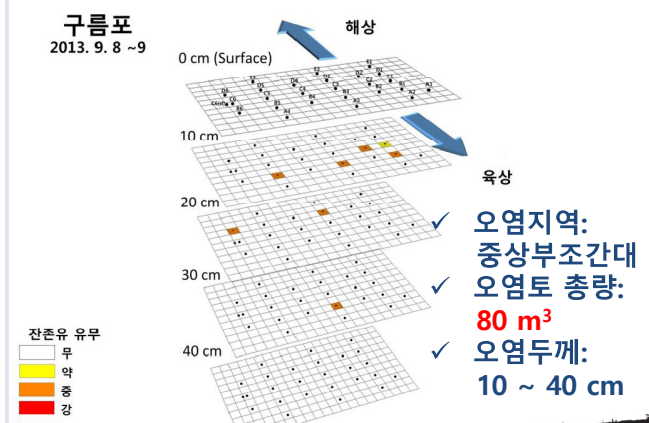 구름포
2013. 9. 8 ~9
해상
0 cm (Surface)
10 cm
육상
20 cm
30 cm
40 cm
✓ 오염지역:
중상부조간대
✓ 오염토 총량:
80 m³
✓ 오염두께:
10 ~ 40 cm
잔존유 유무
무
약
중
강